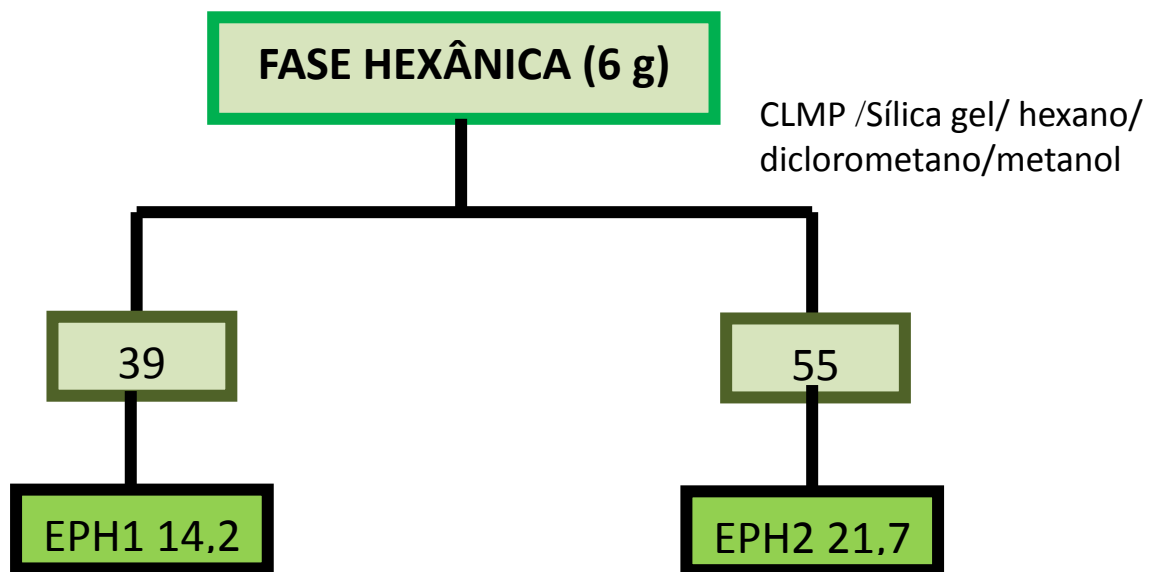 FASE HEXÂNICA (6 g)
CLMP /Sílica gel/ hexano/
diclorometano/metanol
39
55
EPH1 14,2
EPH2 21,7